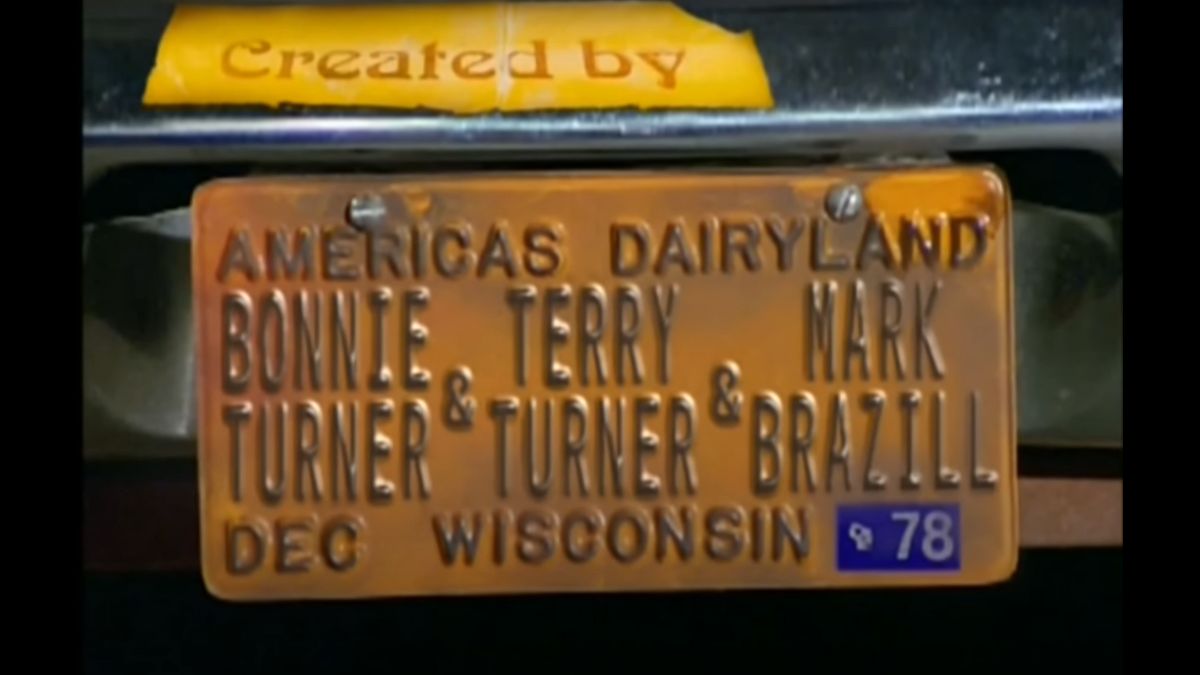 Created by
AMERICAS DAIRYLAND
BONNIE TERRY MARK
& &
TURNER TURNER BRAZILL
DEC WISCONSIN 78